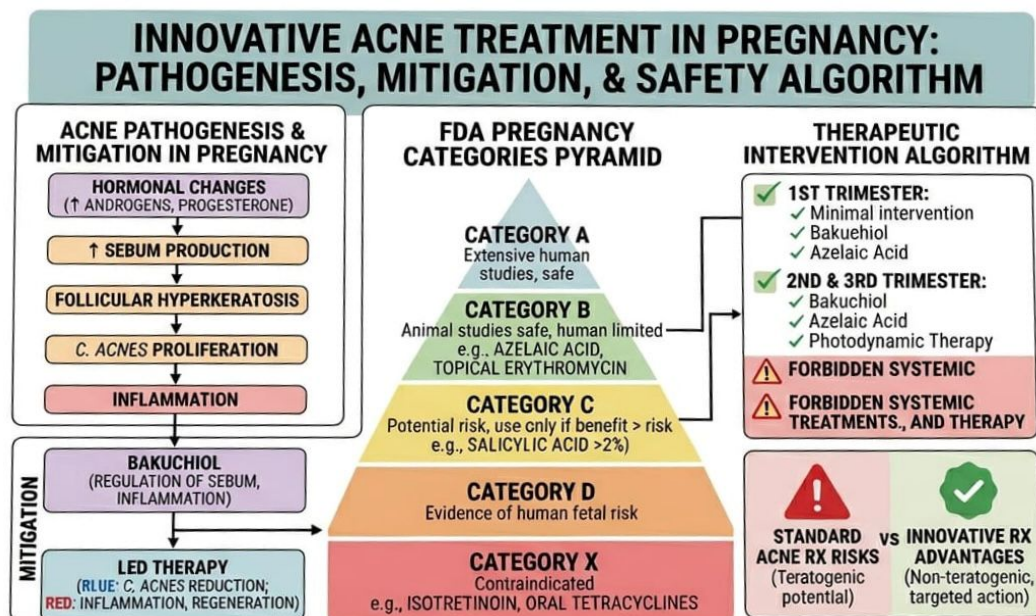 INNOVATIVE ACNE TREATMENT IN PREGNANCY:
PATHOGENESIS, MITIGATION, & SAFETY ALGORITHM
ACNE PATHOGENESIS &
MITIGATION IN PREGNANCY
HORMONAL CHANGES
(↑ ANDROGENS, PROGESTERONE)
↑ SEBUM PRODUCTION
FOLLICULAR HYPERKERATOSIS
C. ACNES PROLIFERATION
INFLAMMATION
MITIGATION
BAKUCHIOL
(REGULATION OF SEBUM,
INFLAMMATION)
LED THERAPY
(RLUE: C. ACNES REDUCTION;
RED: INFLAMMATION, REGENERATION)
FDA PREGNANCY
CATEGORIES PYRAMID
CATEGORY A
Extensive human
studies, safe
CATEGORY B
Animal studies safe, human limited
e.g., AZELAIC ACID,
TOPICAL ERYTHROMYCIN
CATEGORY C
Potential risk, use cnly if benefit > risk
e.g., SALICYLIC ACID >2%)
CATEGORY D
Evidence of human fetal risk
CATEGORY X
Contraindicated
e.g., ISOTRETINOIN, ORAL TETRACYCLINES
THERAPEUTIC
INTERVENTION ALGORITHM
1ST TRIMESTER:
Minimal intervention
Bakuehiol
Azelaic Acid
2ND & 3RD TRIMESTER:
Bakuchiol
Azelaic Acid
Photodynamic Therapy
FORBIDDEN SYSTEMIC
FORBIDDEN SYSTEMIC
TREATMENTS., AND THERAPY
STANDARD
ACNE RX RISKS
(Teratogenic
potential)
vs
INNOVATIVE RX
ADVANTAGES
(Non-teratogenic,
targeted action)